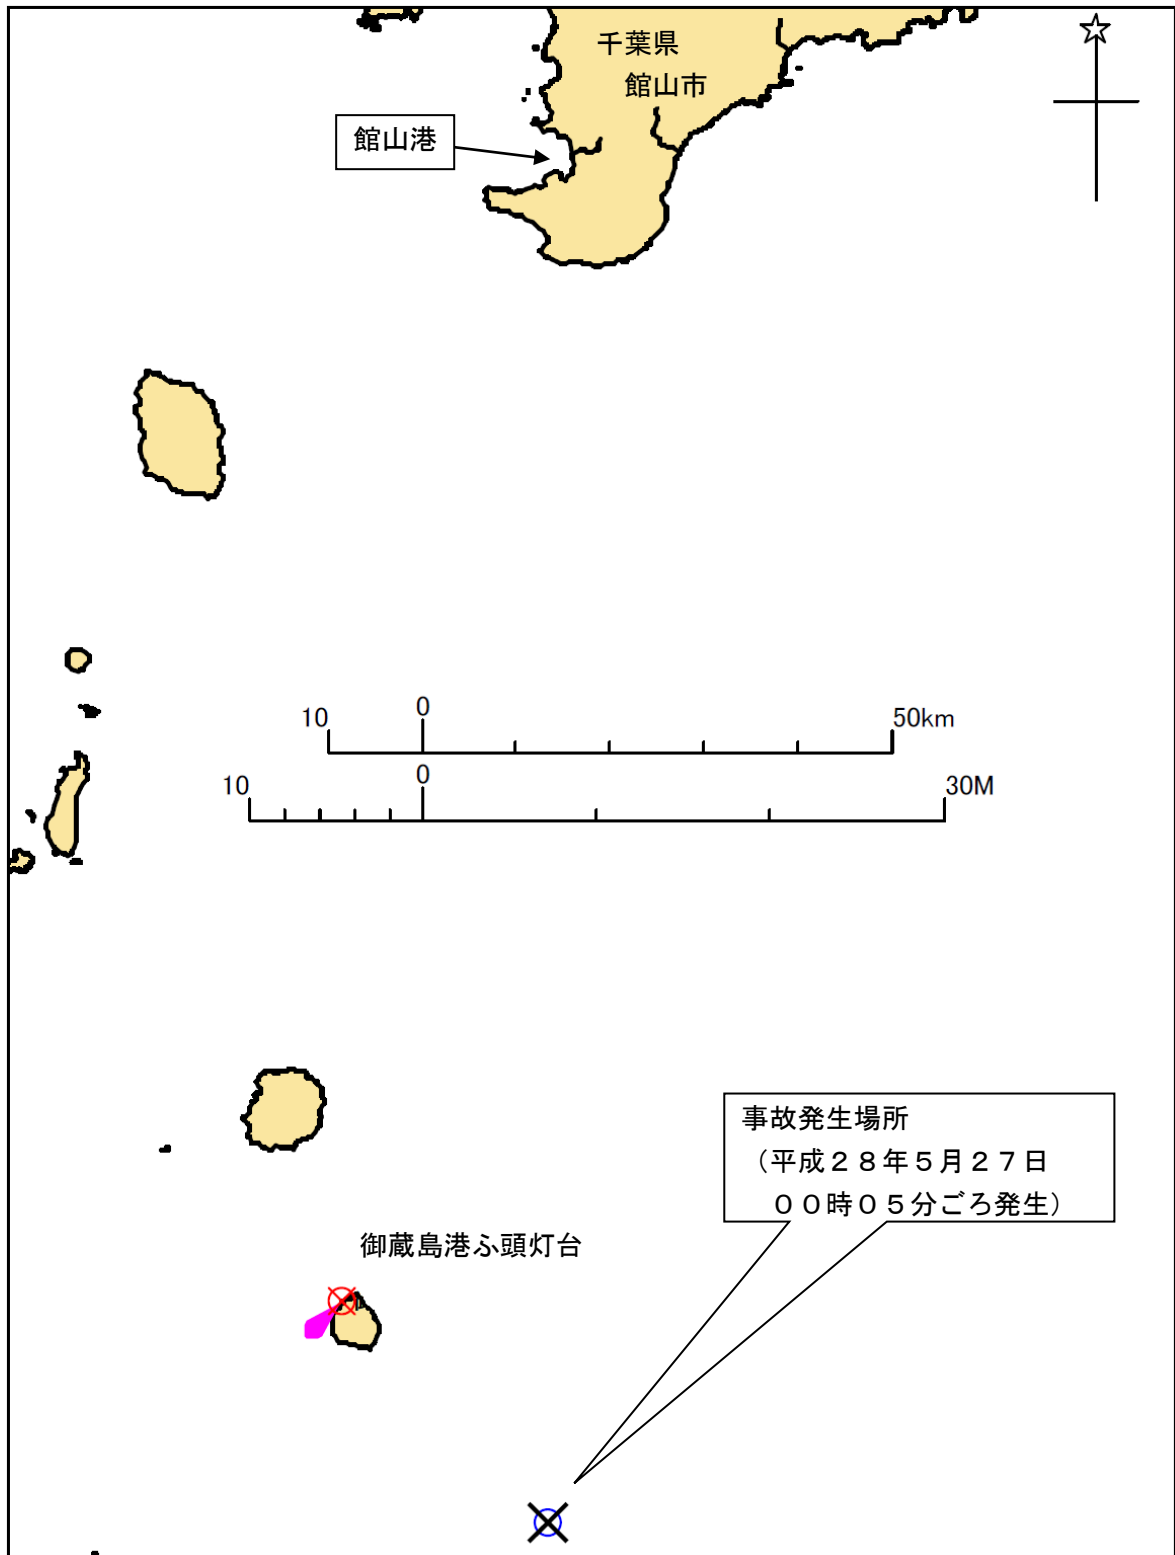 千葉県
館山市
館山港
10 0 50km
10 0 30M
事故発生場所
（平成２８年５月２７日
００時０５分ごろ発生）
御蔵島港ふ頭灯台